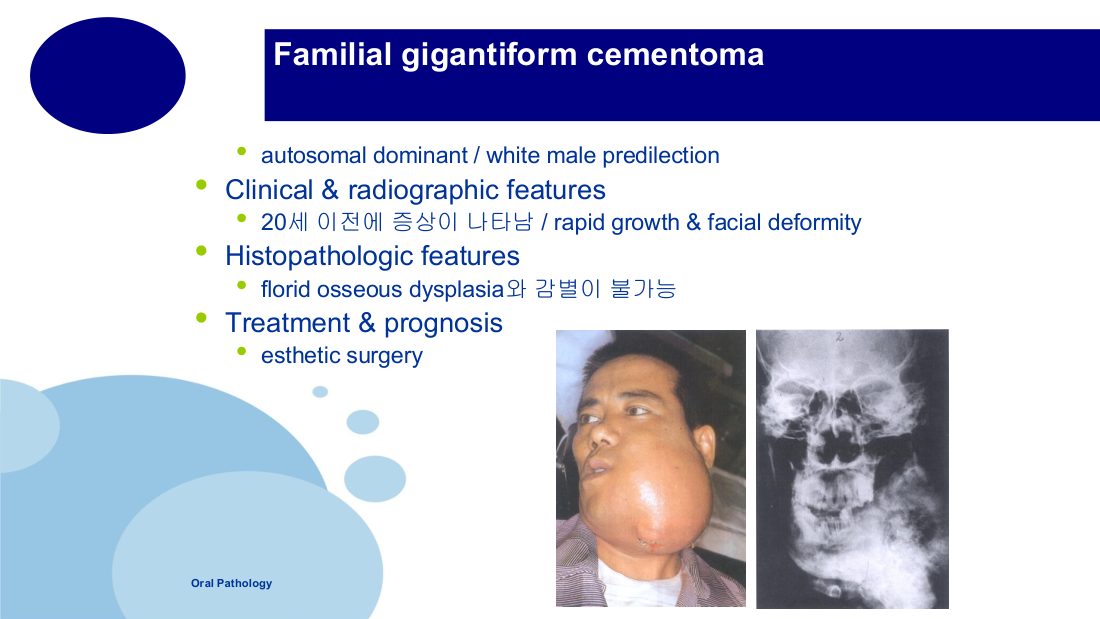 Familial gigantiform cementoma
autosomal dominant / white male predilection
Clinical & radiographic features
20세 이전에 증상이 나타남 / rapid growth & facial deformity
Histopathologic features
florid osseous dysplasia와 감별이 불가능
Treatment & prognosis
esthetic surgery
2
Oral Pathology